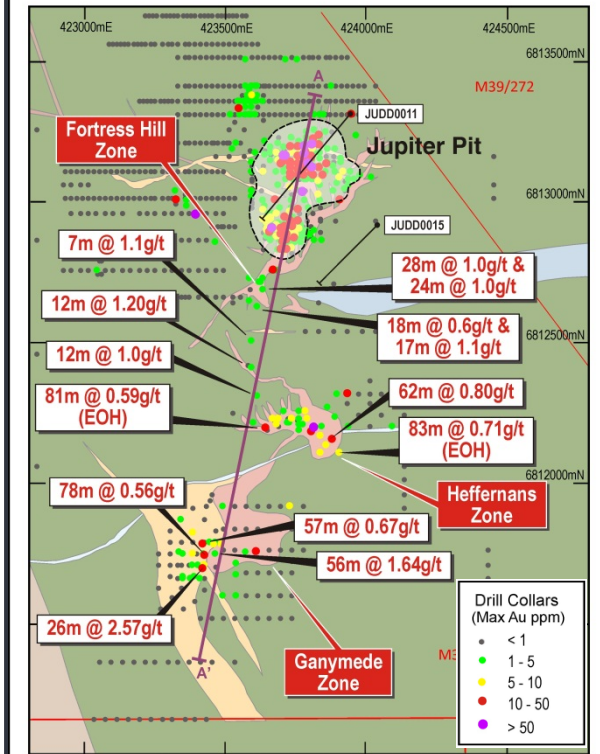 423000mE
423500mE
424000mE
424500mE
6813500mN
M39/272
A
JUDD0011
Fortress Hill
Zone
Jupiter Pit
6813000mN
JUDD0015
7m @ 1.1g/t
28m @ 1.0g/t &
24m @ 1.0g/t
12m @ 1.20g/t
18m @ 0.6g/t &
17m @ 1.1g/t
6812500mN
12m @ 1.0g/t
81m @ 0.59g/t
(EOH)
62m @ 0.80g/t
83m @ 0.71g/t
(EOH)
6812000mN
78m @ 0.56g/t
Heffernans
Zone
57m @ 0.67g/t
56m @ 1.64g/t
26m @ 2.57g/t
Ganymede
Zone
A'
M3
Drill Collars
(Max Au ppm)
< 1
1 - 5
5 - 10
10 - 50
> 50